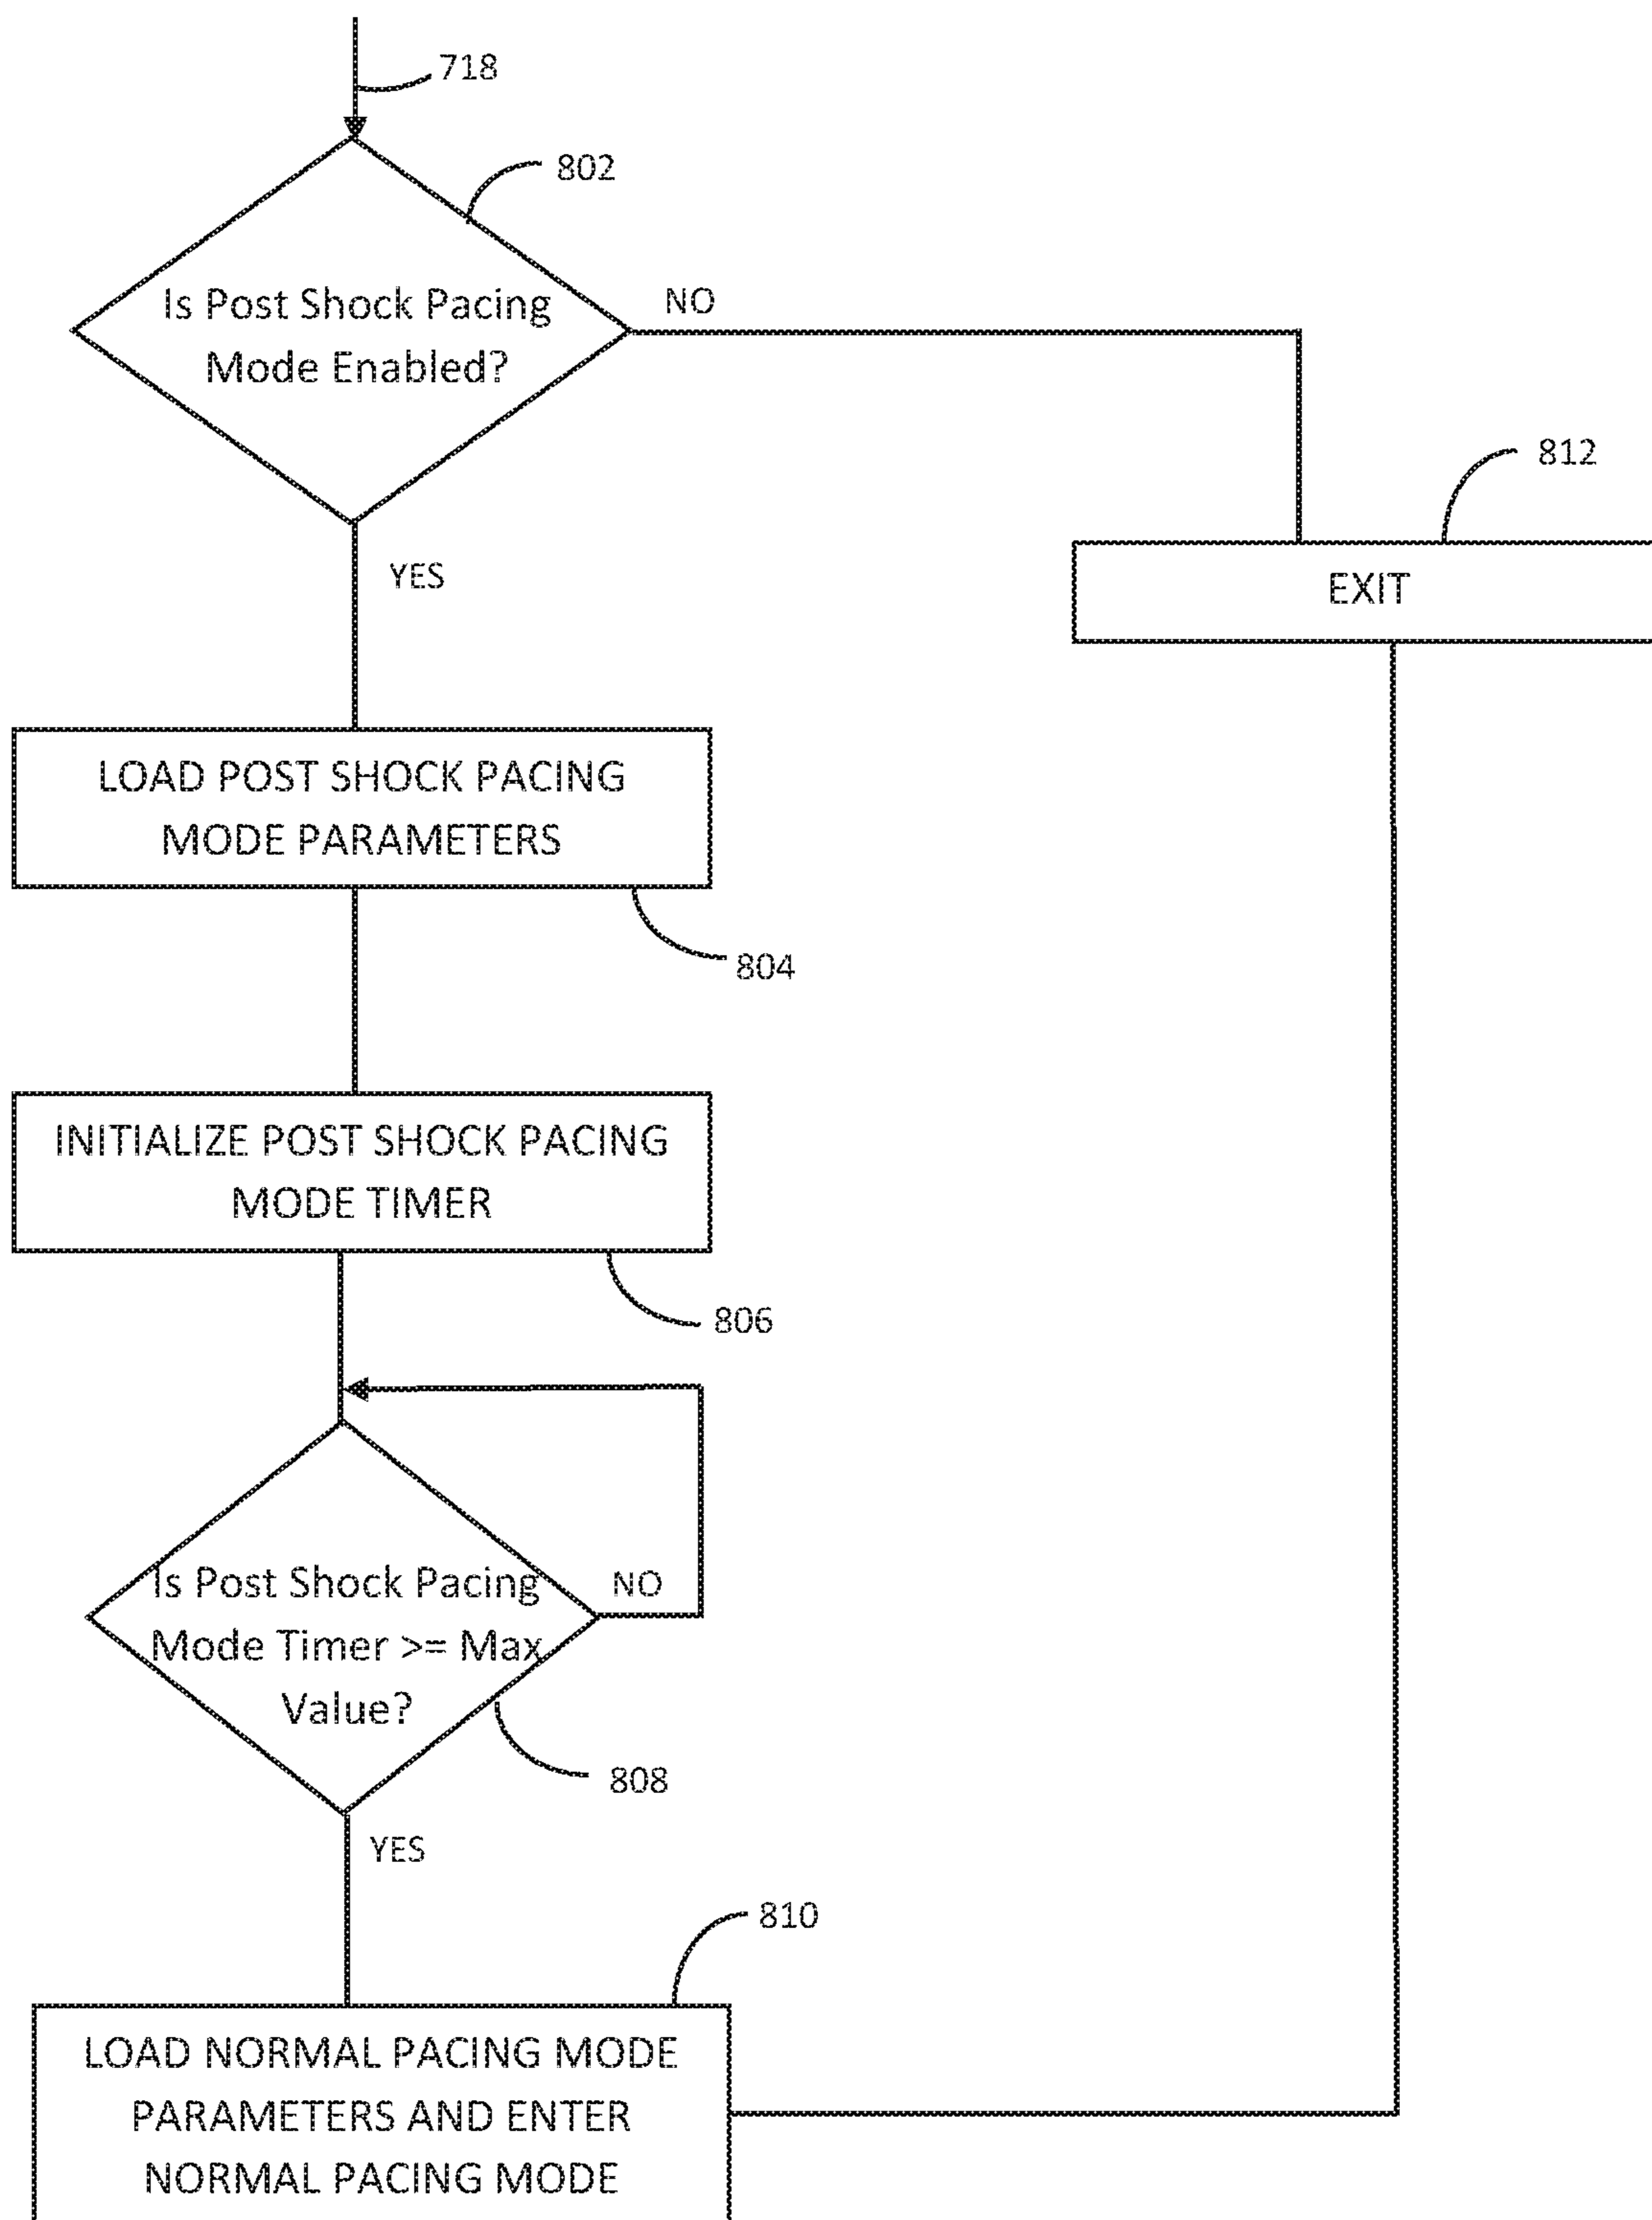 718
802
Is Post Shock Pacing
Mode Enabled?
NO
812
EXIT
YES
LOAD POST SHOCK PACING
MODE PARAMETERS
804
INITIALIZE POST SHOCK PACING
MODE TIMER
806
Is Post Shock Pacing
Mode Timer >= Max
Value?
NO
808
YES
810
LOAD NORMAL PACING MODE
PARAMETERS AND ENTER
NORMAL PACING MODE